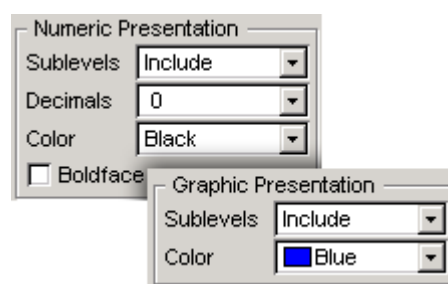 Numeric Presentation
Sublevels Include
Decimals 0
Color Black
Boldface
Graphic Presentation
Sublevels Include
Color Blue